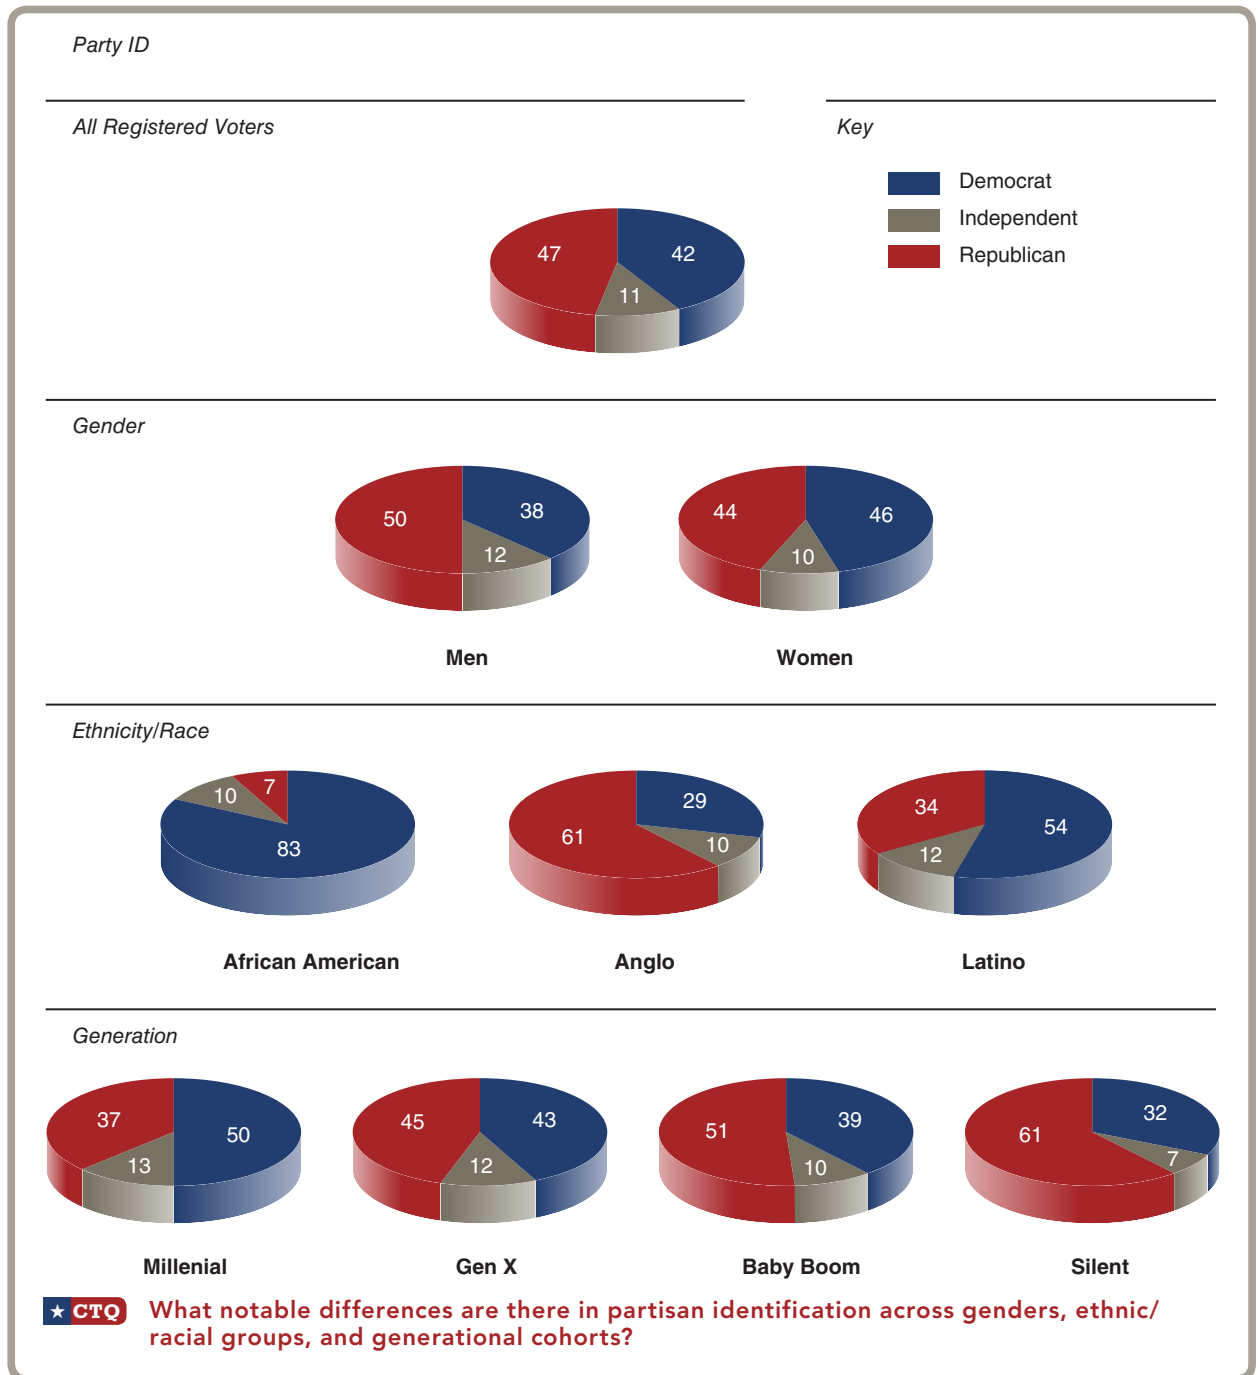 Party ID
All Registered Voters
Key
Democrat
Independent
Republican
47
42
11
Gender
50
38
12
44
46
10
Men
Women
Ethnicity/Race
7
10
83
29
61
10
34
54
12
African American
Anglo
Latino
Generation
37
50
13
45
43
12
51
39
10
61
32
7
Millenial
Gen X
Baby Boom
Silent
★ CTQ What notable differences are there in partisan identification across genders, ethnic/
racial groups, and generational cohorts?